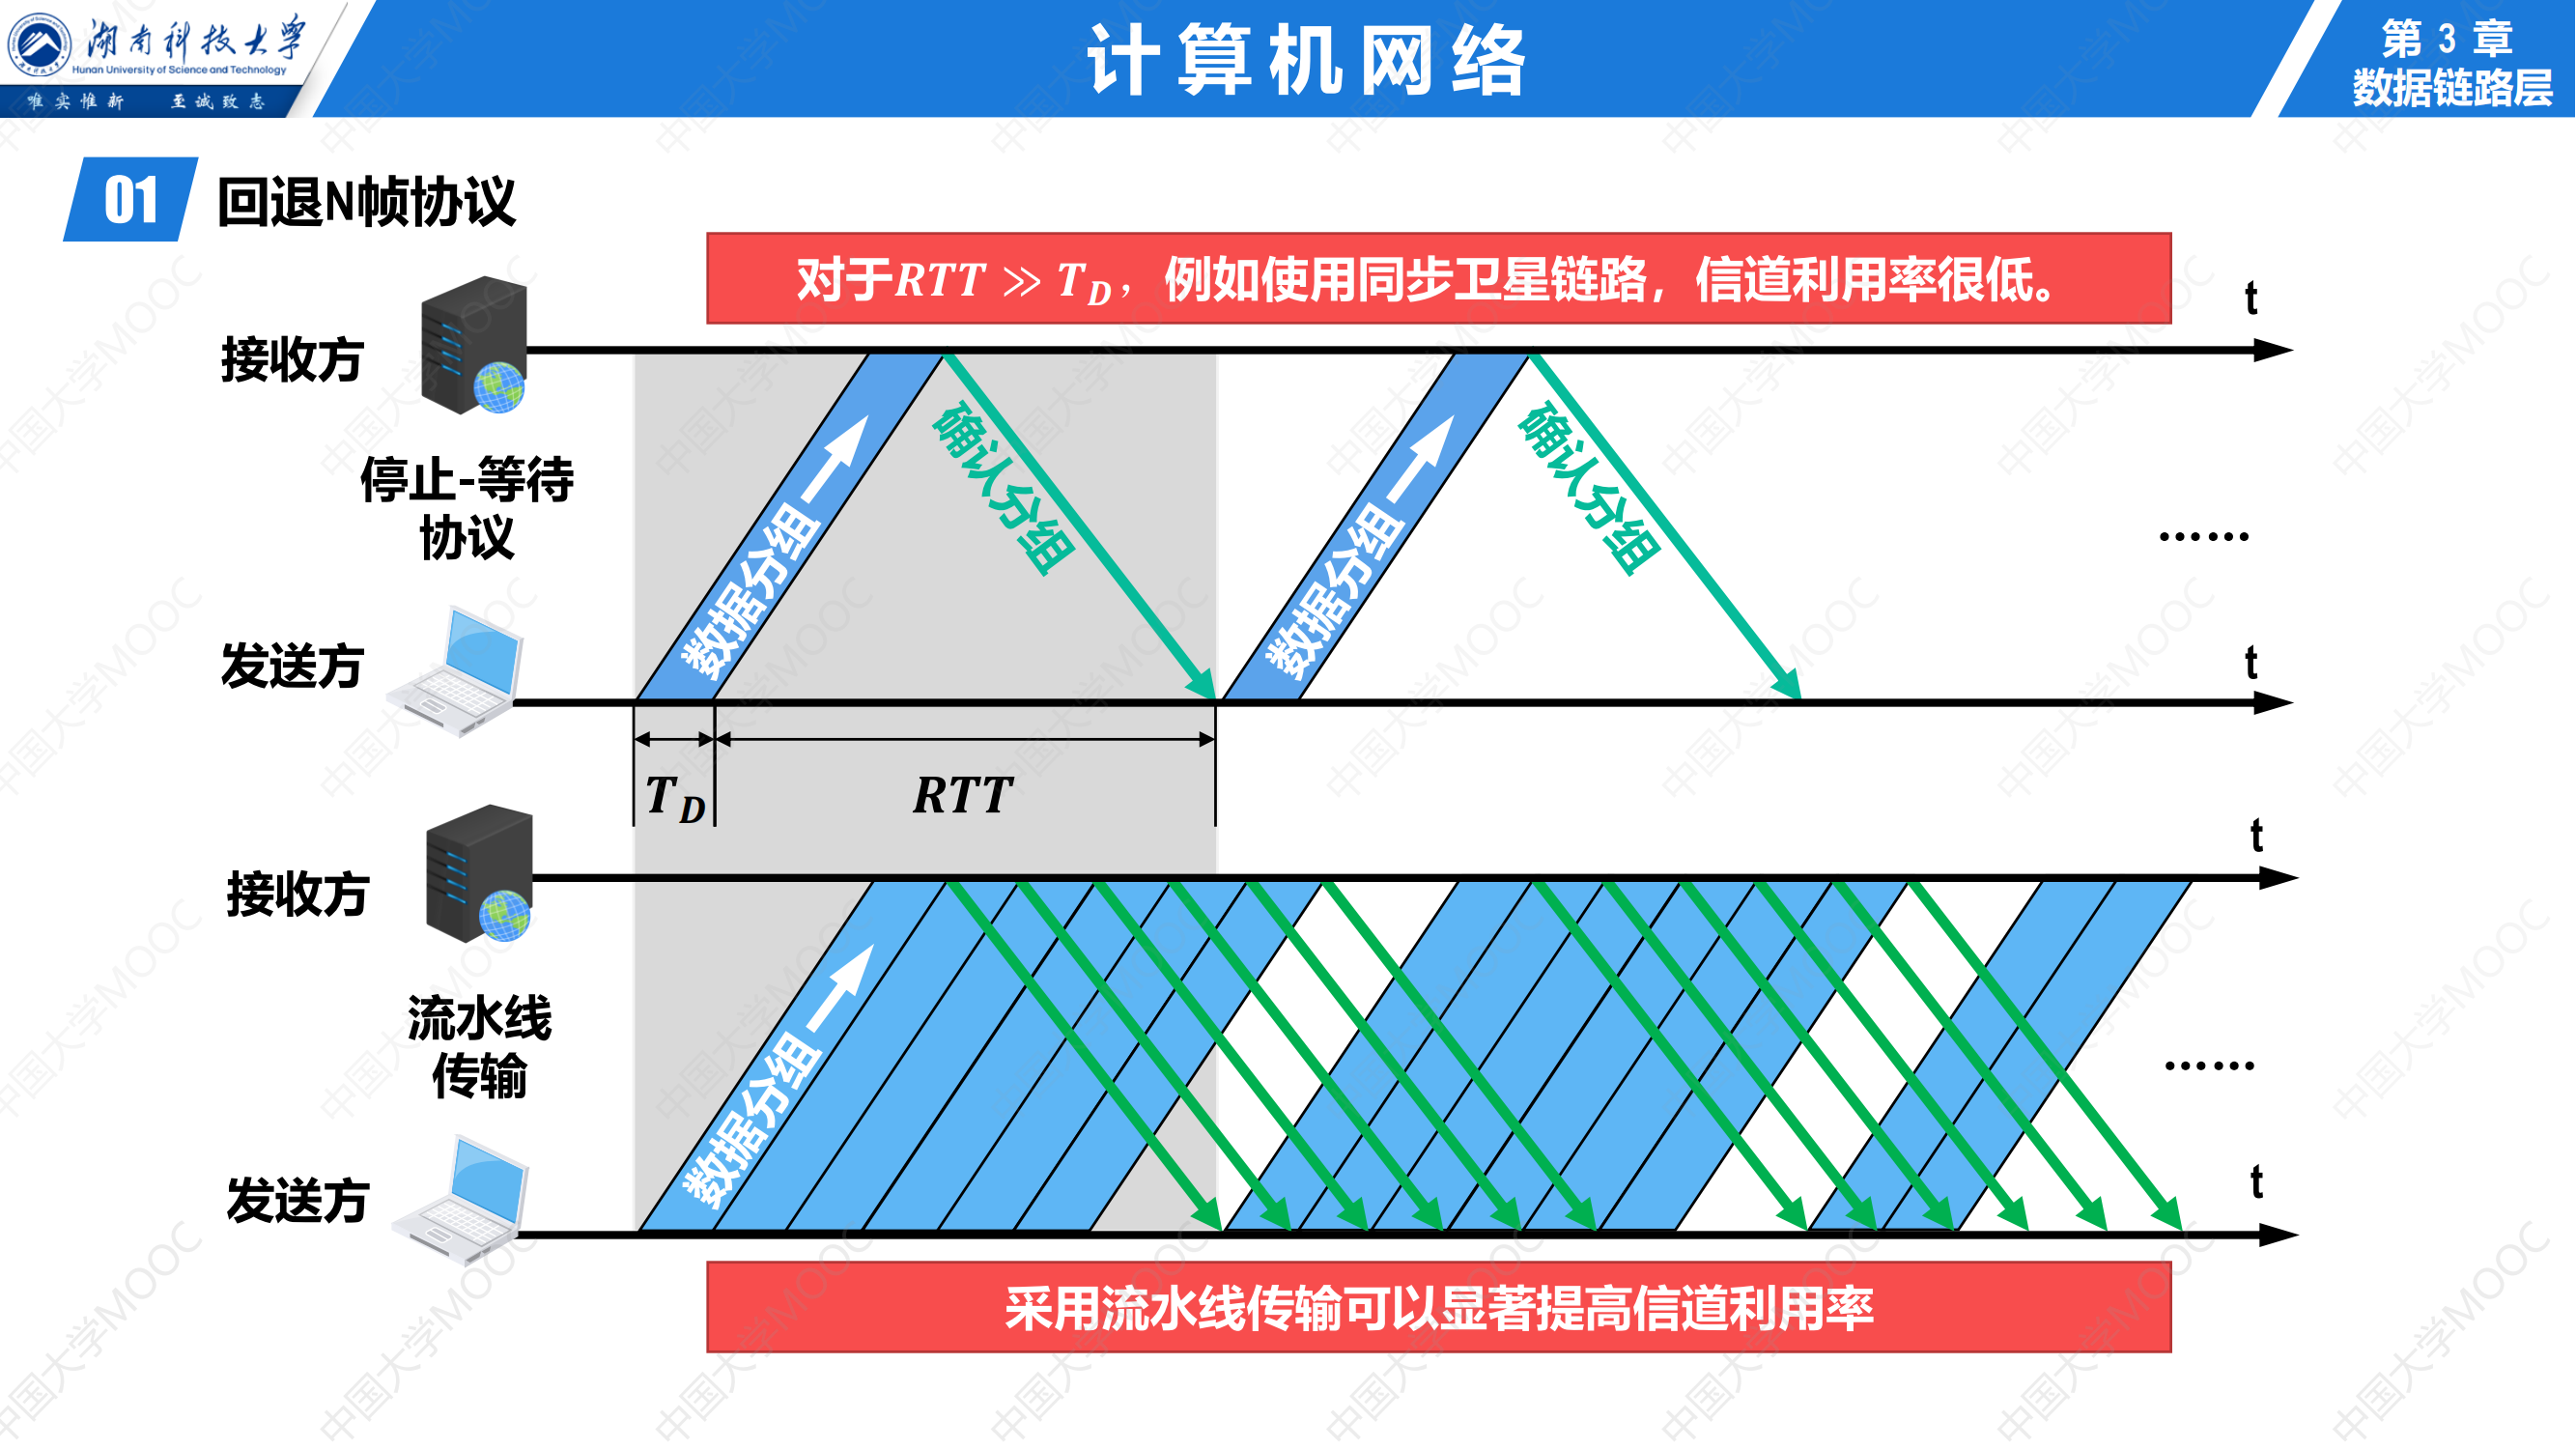 湖南科技大学
Hunan University of Science and Technology
唯实惟新 至诚致志
计算机网络
第 3 章
数据链路层
01 回退N帧协议
对于RTT ≫ T_D，例如使用同步卫星链路，信道利用率很低。
t
接收方
数据分组
确认分组
数据分组
确认分组
停止-等待
协议
……
发送方
t
T_D
RTT
t
接收方
数据分组
流水线
传输
……
发送方
t
采用流水线传输可以显著提高信道利用率
中国大学MOOC